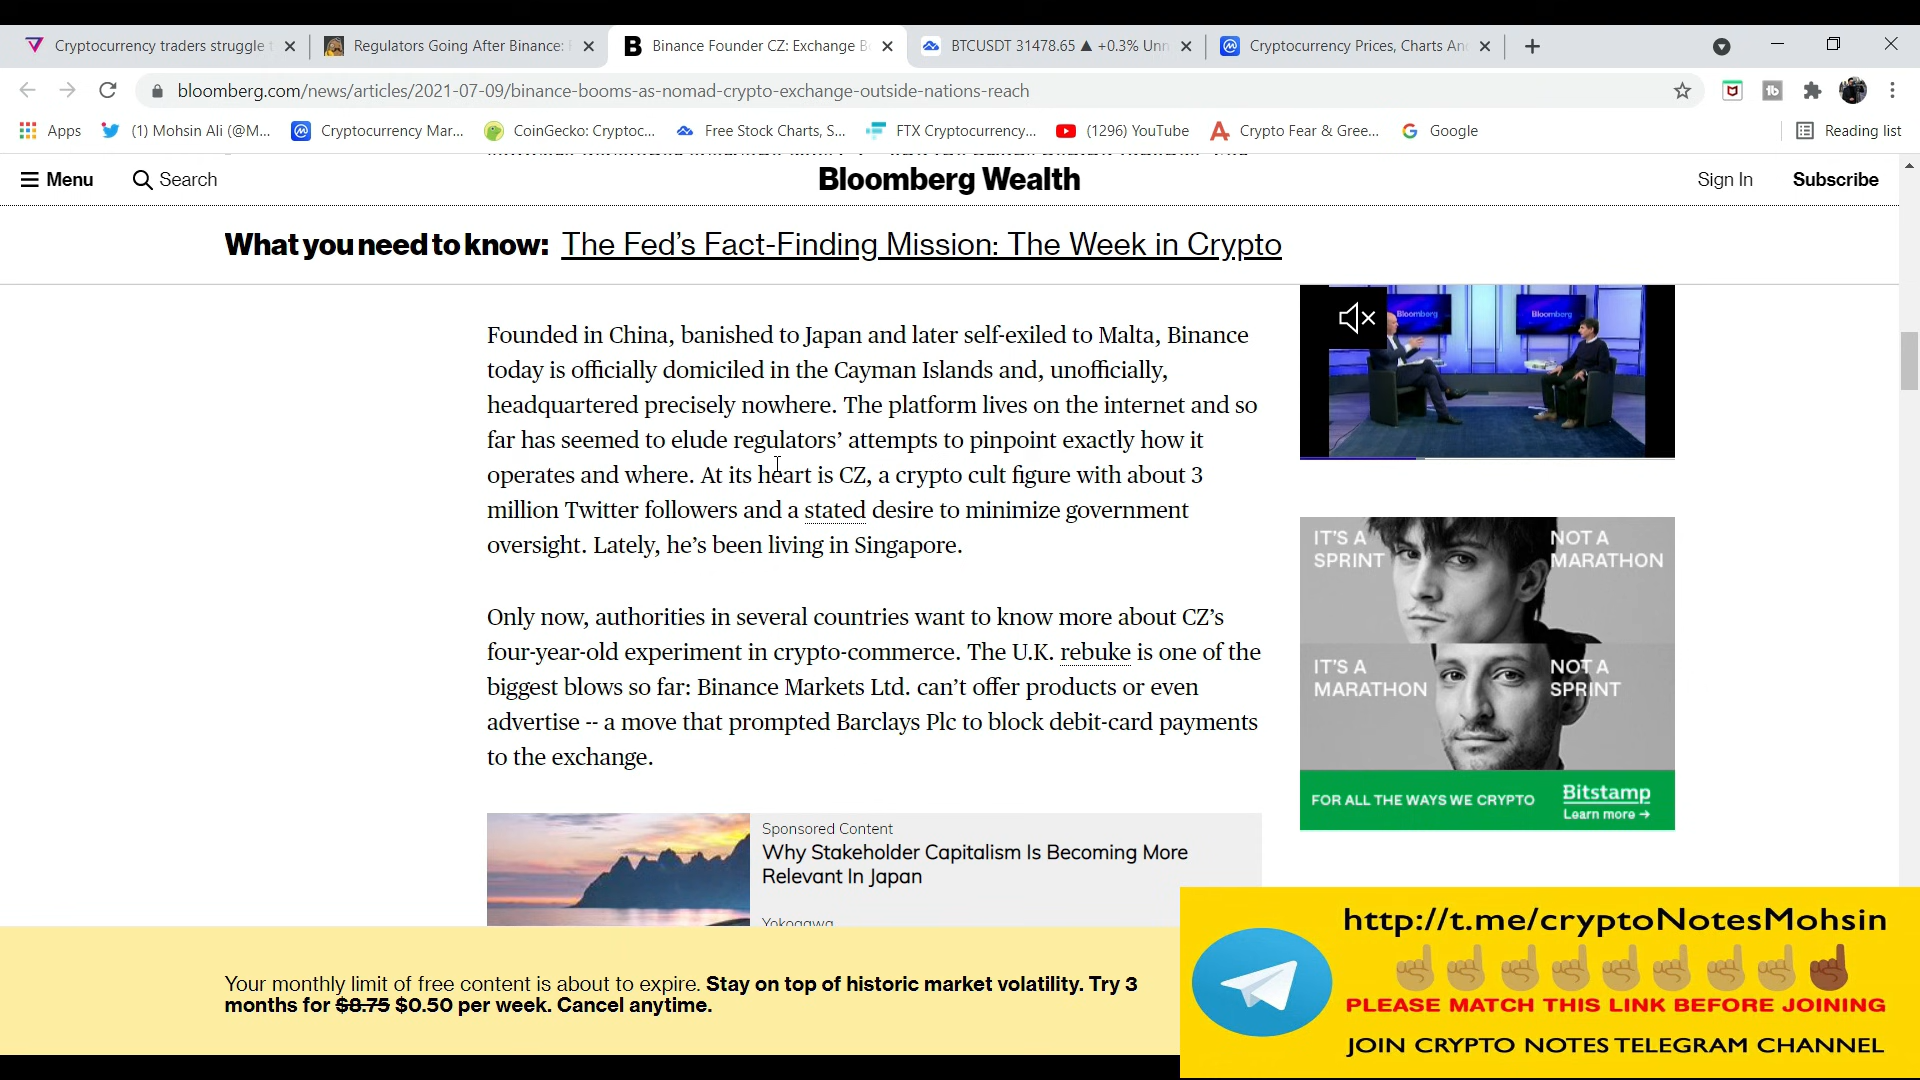 Cryptocurrency traders struggle t
Regulators Going After Binance:
Binance Founder CZ: Exchange B
BTCUSDT 31478.65 ▲ +0.3% Unn
Cryptocurrency Prices, Charts An
bloomberg.com/news/articles/2021-07-09/binance-booms-as-nomad-crypto-exchange-outside-nations-reach
Apps
(1) Mohsin Ali (@M...
Cryptocurrency Mar...
CoinGecko: Cryptoc...
Free Stock Charts, S...
FTX Cryptocurrency...
(1296) YouTube
Crypto Fear & Gree...
Google
Reading list
Menu
Search
Bloomberg Wealth
Sign In
Subscribe
What you need to know: The Fed's Fact-Finding Mission: The Week in Crypto
Founded in China, banished to Japan and later self-exiled to Malta, Binance
today is officially domiciled in the Cayman Islands and, unofficially,
headquartered precisely nowhere. The platform lives on the internet and so
far has seemed to elude regulators' attempts to pinpoint exactly how it
operates and where. At its heart is CZ, a crypto cult figure with about 3
million Twitter followers and a stated desire to minimize government
oversight. Lately, he's been living in Singapore.
Only now, authorities in several countries want to know more about CZ's
four-year-old experiment in crypto-commerce. The U.K. rebuke is one of the
biggest blows so far: Binance Markets Ltd. can't offer products or even
advertise -- a move that prompted Barclays Plc to block debit-card payments
to the exchange.
Bloomberg
Bloomberg
IT'S A
SPRINT
NOT A
MARATHON
IT'S A
MARATHON
NOT A
SPRINT
FOR ALL THE WAYS WE CRYPTO
Bitstamp
Learn more →
Sponsored Content
Why Stakeholder Capitalism Is Becoming More
Relevant In Japan
Yokogawa
Your monthly limit of free content is about to expire. Stay on top of historic market volatility. Try 3
months for $8.75 $0.50 per week. Cancel anytime.
http://t.me/cryptoNotesMohsin
PLEASE MATCH THIS LINK BEFORE JOINING
JOIN CRYPTO NOTES TELEGRAM CHANNEL